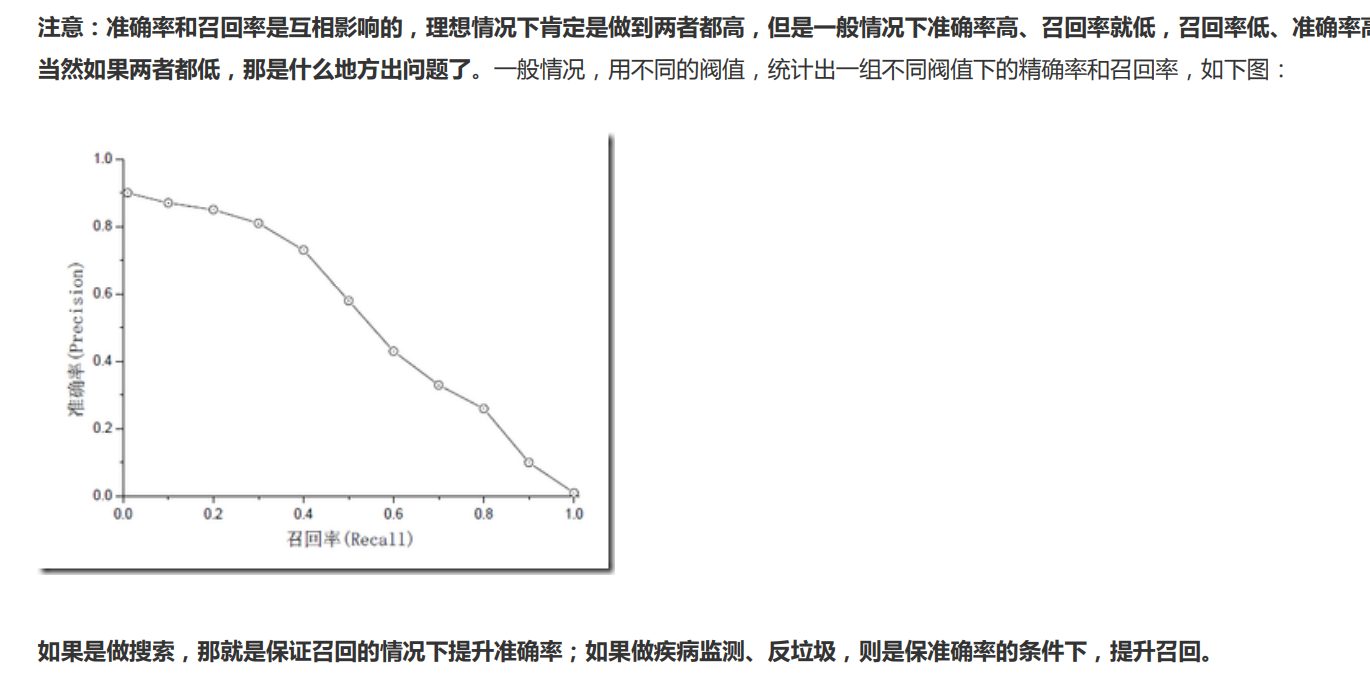 注意：准确率和召回率是互相影响的，理想情况下肯定是做到两者都高，但是一般情况下准确率高、召回率就低，召回率低、准确率高
当然如果两者都低，那是什么地方出问题了。一般情况，用不同的阀值，统计出一组不同阀值下的精确率和召回率，如下图：
1.0
0.8
0.6
0.4
0.2
0.0
准确率(Precision)
0.0 0.2 0.4 0.6 0.8 1.0
召回率(Recall)
如果是做搜索，那就是保证召回的情况下提升准确率；如果做疾病监测、反垃圾，则是保准确率的条件下，提升召回。